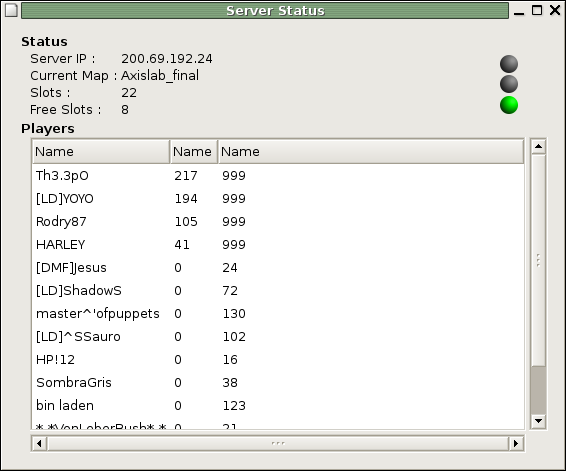 Server Status
Status
Server IP : 200.69.192.24
Current Map : Axislab_final
Slots : 22
Free Slots : 8
Players
Name Name Name
Th3.3pO 217 999
[LD]YOYO 194 999
Rodry87 105 999
HARLEY 41 999
[DMF]Jesus 0 24
[LD]ShadowS 0 72
master^'ofpuppets 0 130
[LD]^SSauro 0 102
HP!12 0 16
SombraGris 0 38
bin laden 0 123
0 21